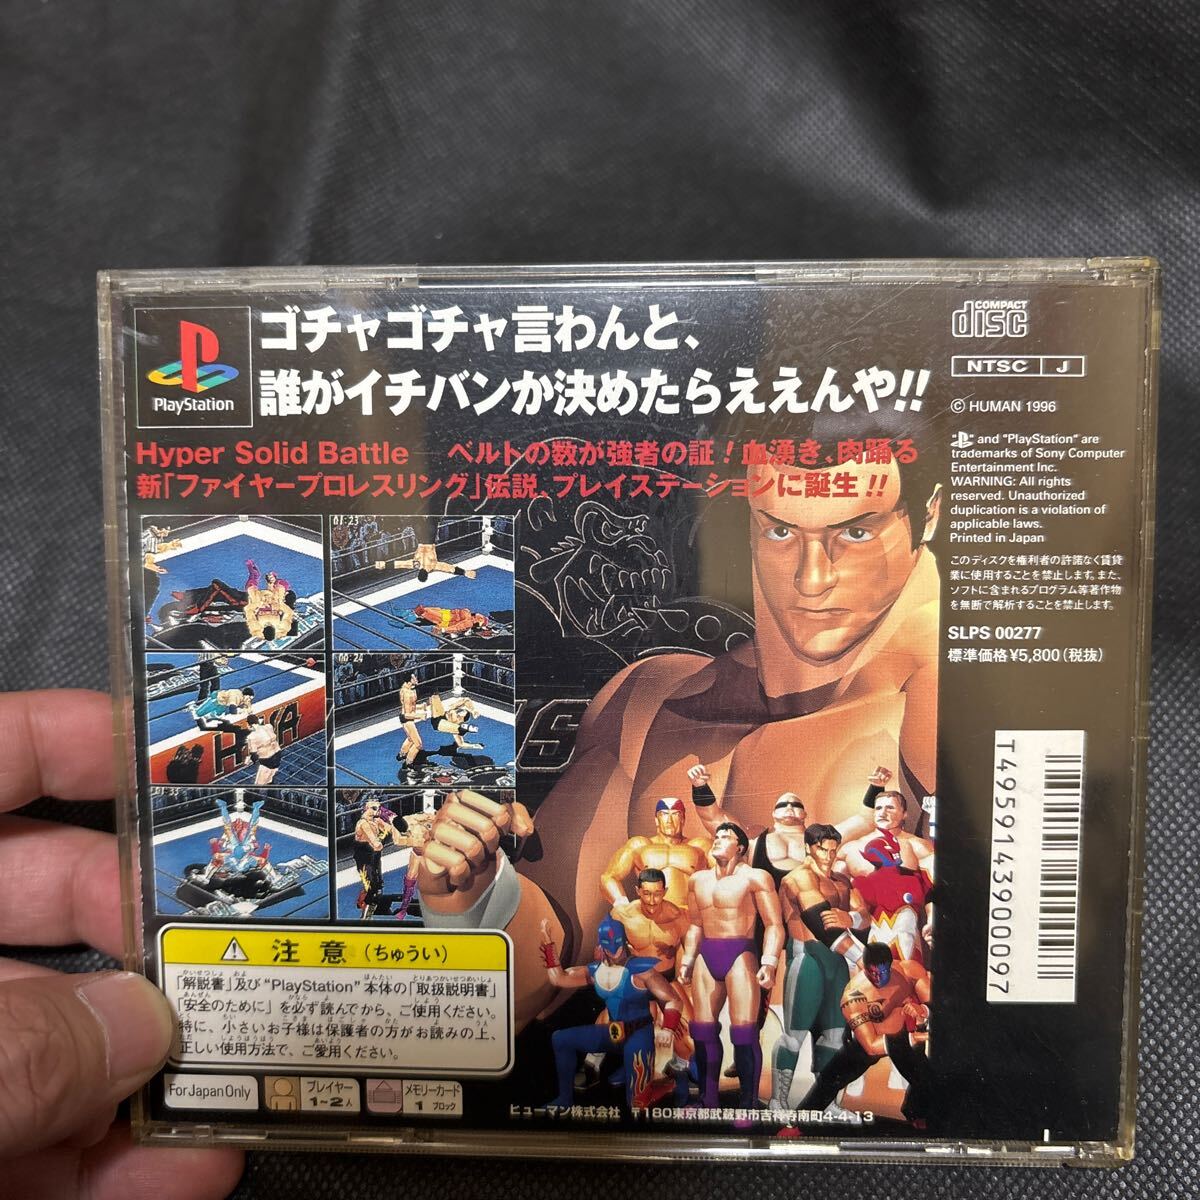 PlayStation
ゴチャゴチャ言わんと、
誰がイチバンか決めたらええんや!!
Hyper Solid Battle ベルトの数が強者の証!血湧き、肉踊る
新「ファイヤープロレスリング」伝説、プレイステーションに誕生!!
01:23
00:24
01:33
注意(ちゅうい)
「解説書」及び“PlayStation”本体の「取扱説明書」
「安全のために」を必ず読んでから、ご使用ください。
特に、小さいお子様は保護者の方がお読みの上、
正しい使用方法で、ご愛用ください。
For Japan Only
プレイヤー
1~2人
メモリーカード
1ブロック
ヒューマン株式会社 〒180東京都武蔵野市吉祥寺南町4-4-13
COMPACT
disc
NTSC J
© HUMAN 1996
and "PlayStation" are
trademarks of Sony Computer
Entertainment Inc.
WARNING: All rights
reserved. Unauthorized
duplication is a violation of
applicable laws.
Printed in Japan
このディスクを権利者の許諾なく賃貸
業に使用することを禁止します。また、
ソフトに含まれるプログラム等著作物
を無断で解析することを禁止します。
SLPS 00277
標準価格¥5,800(税抜)
T4959143900097